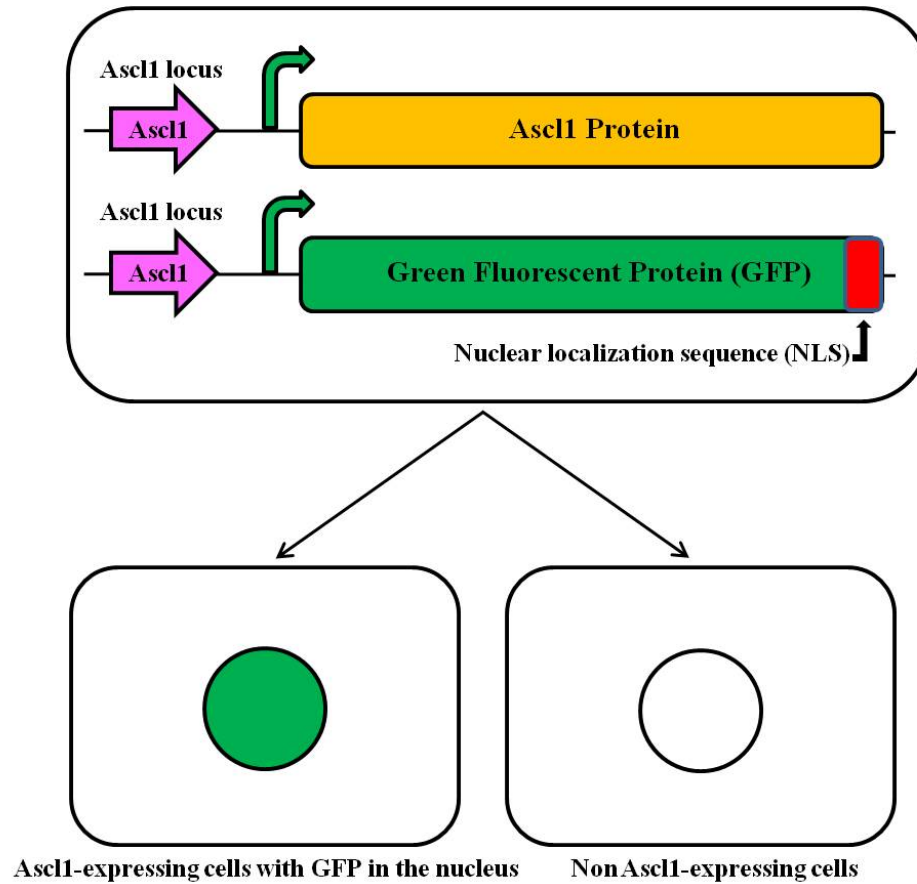 Ascl1 locus
Ascl1
Ascl1 Protein
Ascl1 locus
Ascl1
Green Fluorescent Protein (GFP)
Nuclear localization sequence (NLS)
Ascl1-expressing cells with GFP in the nucleus
Non Ascl1-expressing cells